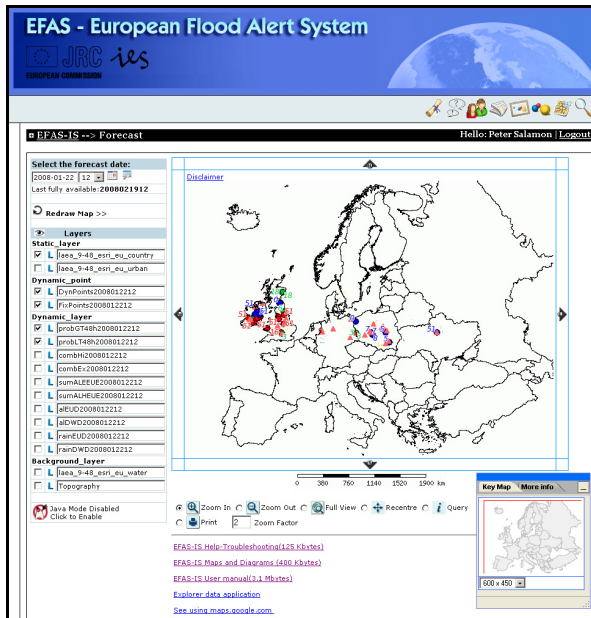 EFAS - European Flood Alert System
JRC ies
EUROPEAN COMMISSION
EFAS-IS --> Forecast
Hello: Peter Salamon | Logout
Select the forecast date:
2008-01-22 12
Last fully available:2008021912
Redraw Map >>
Layers
Static_layer
L laea_9-48_esri_eu_country
L laea_9-48_esri_eu_urban
Dynamic_point
L DynPoints2008012212
L FixPoints2008012212
Dynamic_layer
L probGT48h2008012212
L probLT48h2008012212
L combHi2008012212
L combEx2008012212
L sumALEEUE2008012212
L sumALHEUE2008012212
L alEUD2008012212
L alDWD2008012212
L rainEUD2008012212
L rainDWD2008012212
Background_layer
L laea_9-48_esri_eu_water
L Topography
Java Mode Disabled
Click to Enable
Disclaimer
0 380 760 1140 1520 1900 km
Zoom In Zoom Out Full View Recentre i Query
Print 2 Zoom Factor
Key Map More info
600 x 450
EFAS-IS Help-Troubleshooting(125 Kbytes)
EFAS-IS Maps and Diagrams (400 Kbytes)
EFAS-IS User manual(3.1 Mbytes)
Explorer data application
See using maps.google.com